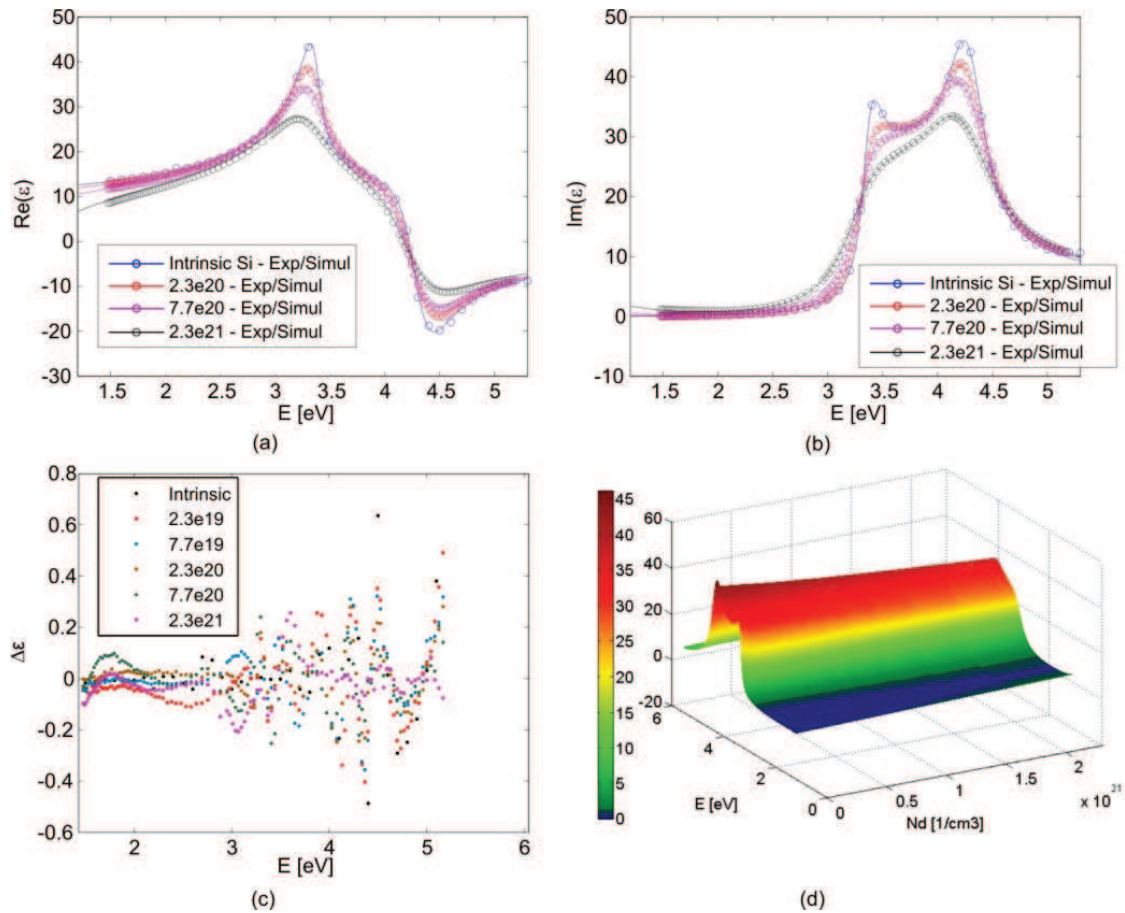 50
40
30
20
10
0
-10
-20
-30
Re(ε)
Intrinsic Si - Exp/Simul
2.3e20 - Exp/Simul
7.7e20 - Exp/Simul
2.3e21 - Exp/Simul
1.5 2 2.5 3 3.5 4 4.5 5
E [eV]
(a)
50
40
30
20
10
0
-10
Im(ε)
Intrinsic Si - Exp/Simul
2.3e20 - Exp/Simul
7.7e20 - Exp/Simul
2.3e21 - Exp/Simul
1.5 2 2.5 3 3.5 4 4.5 5
E [eV]
(b)
0.8
0.6
0.4
0.2
0
-0.2
-0.4
-0.6
Δε
Intrinsic
2.3e19
7.7e19
2.3e20
7.7e20
2.3e21
2 3 4 5 6
E [eV]
(c)
45
40
35
30
25
20
15
10
5
0
60
40
20
0
-20
6
4
2
0
E [eV]
0 0.5 1 1.5 2
x 10^21
Nd [1/cm3]
(d)